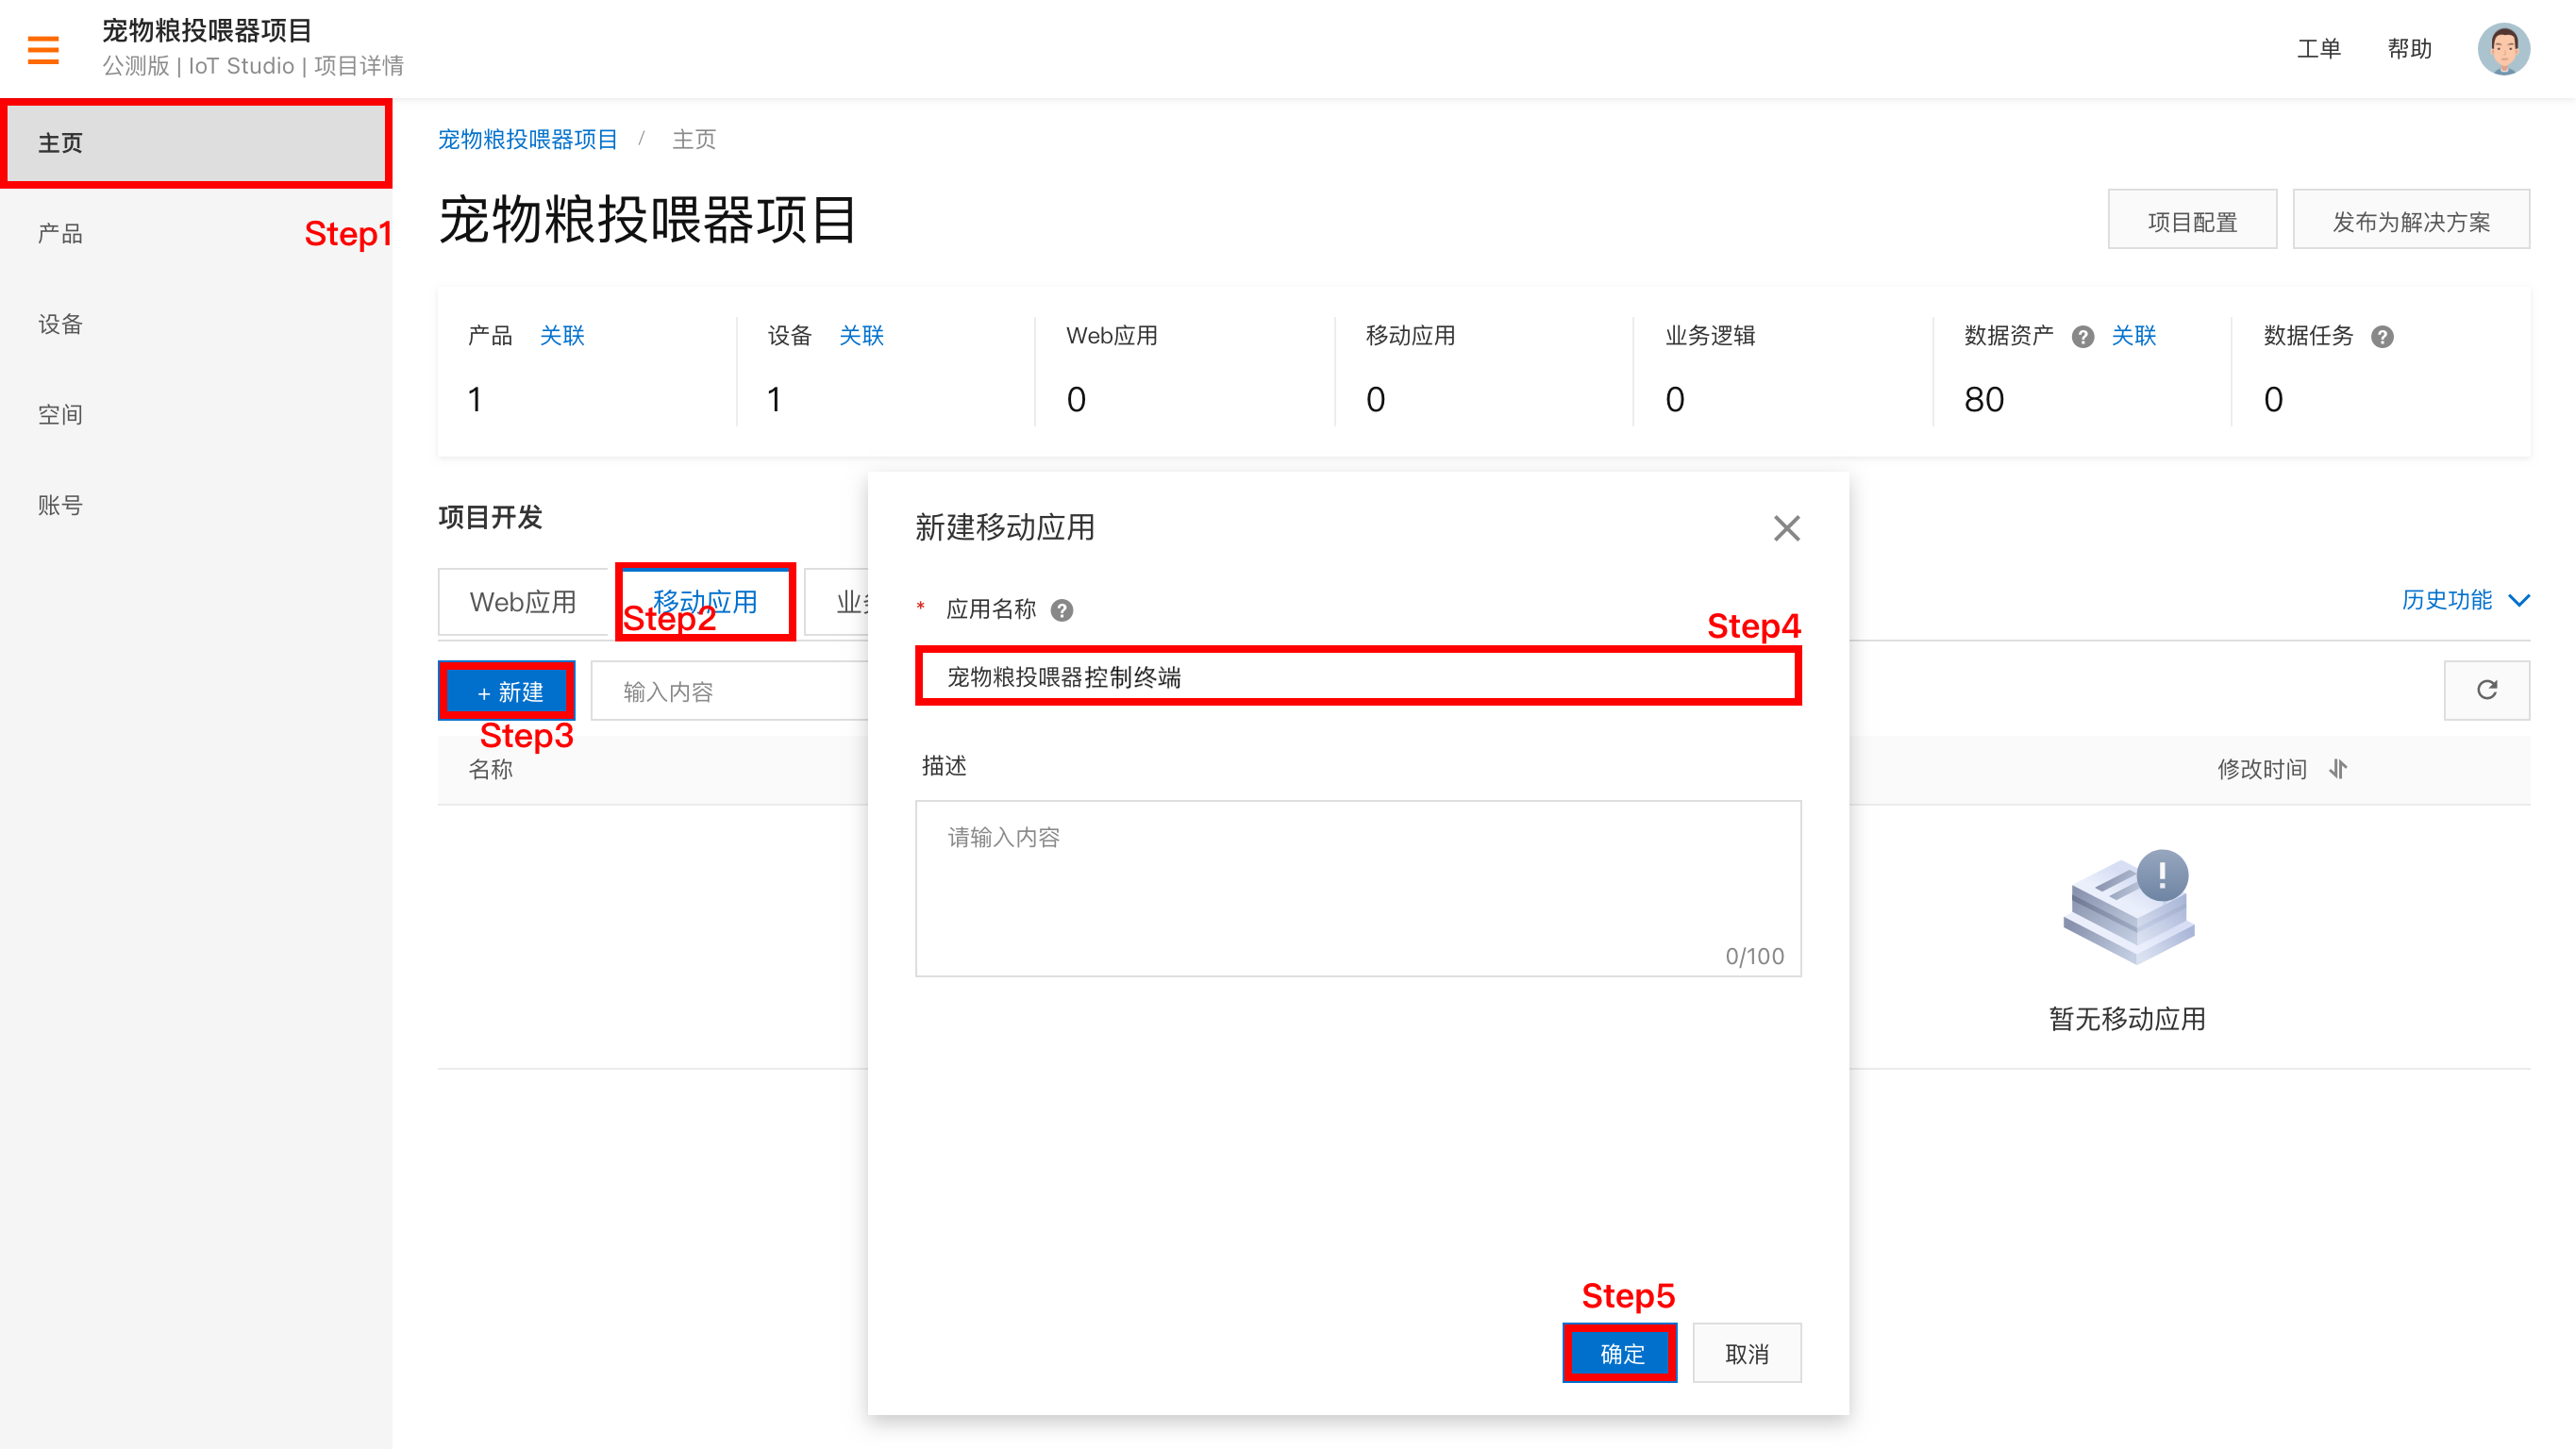 宠物粮投喂器项目
公测版 | IoT Studio | 项目详情
工单 帮助
主页
产品
Step1
设备
空间
账号
宠物粮投喂器项目 / 主页
宠物粮投喂器项目
项目配置 发布为解决方案
产品 关联 设备 关联 Web应用 移动应用 业务逻辑 数据资产 ? 关联 数据任务 ?
1 1 0 0 0 80 0
项目开发
Web应用 移动应用 业务
Step2
历史功能
+ 新建 输入内容
Step3
名称
修改时间
暂无移动应用
新建移动应用
* 应用名称 ?
Step4
宠物粮投喂器控制终端
描述
请输入内容
0/100
Step5
确定 取消